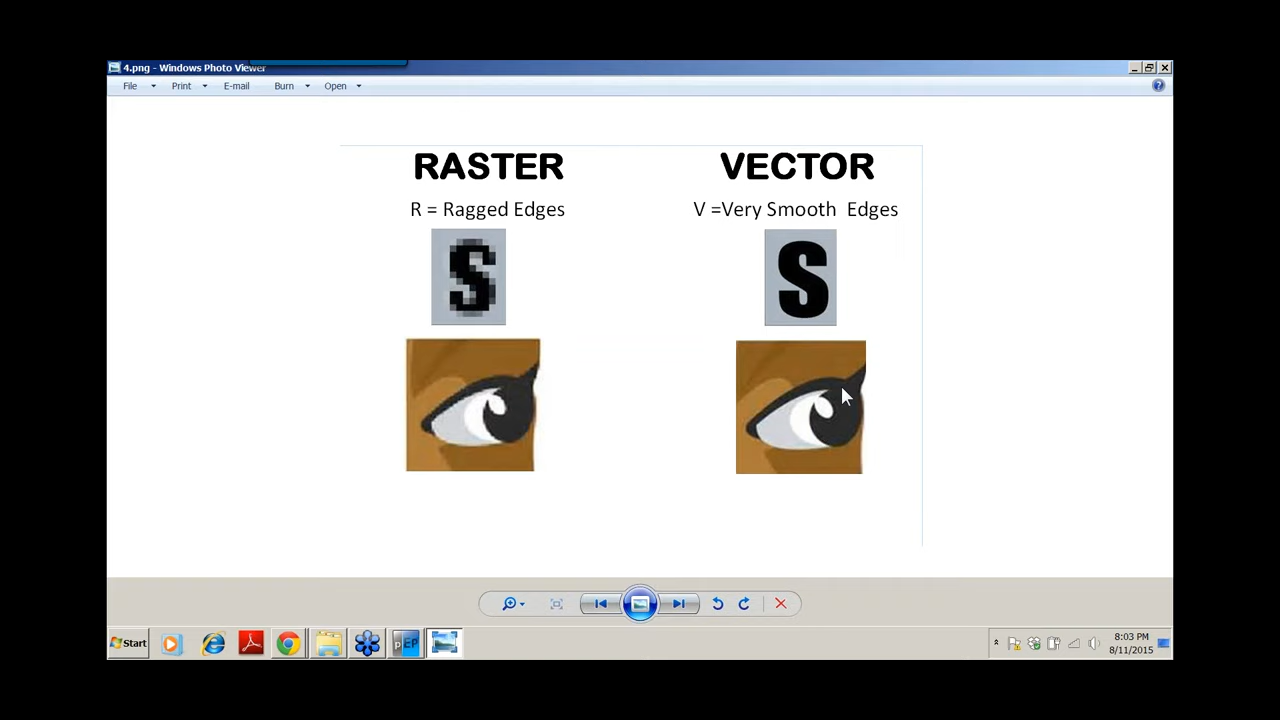 4.png - Windows Photo Viewer
File Print E-mail Burn Open
RASTER VECTOR
R = Ragged Edges V =Very Smooth  Edges
S S
Start pEP 8:03 PM
8/11/2015